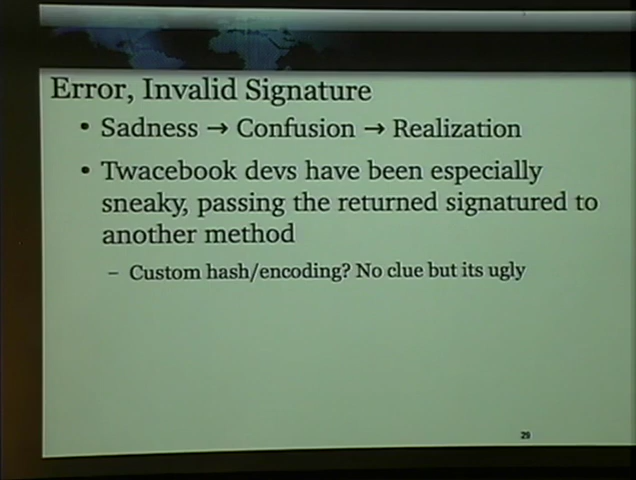 Error, Invalid Signature
• Sadness → Confusion → Realization
• Twacebook devs have been especially
sneaky, passing the returned signatured to
another method
– Custom hash/encoding? No clue but its ugly
29